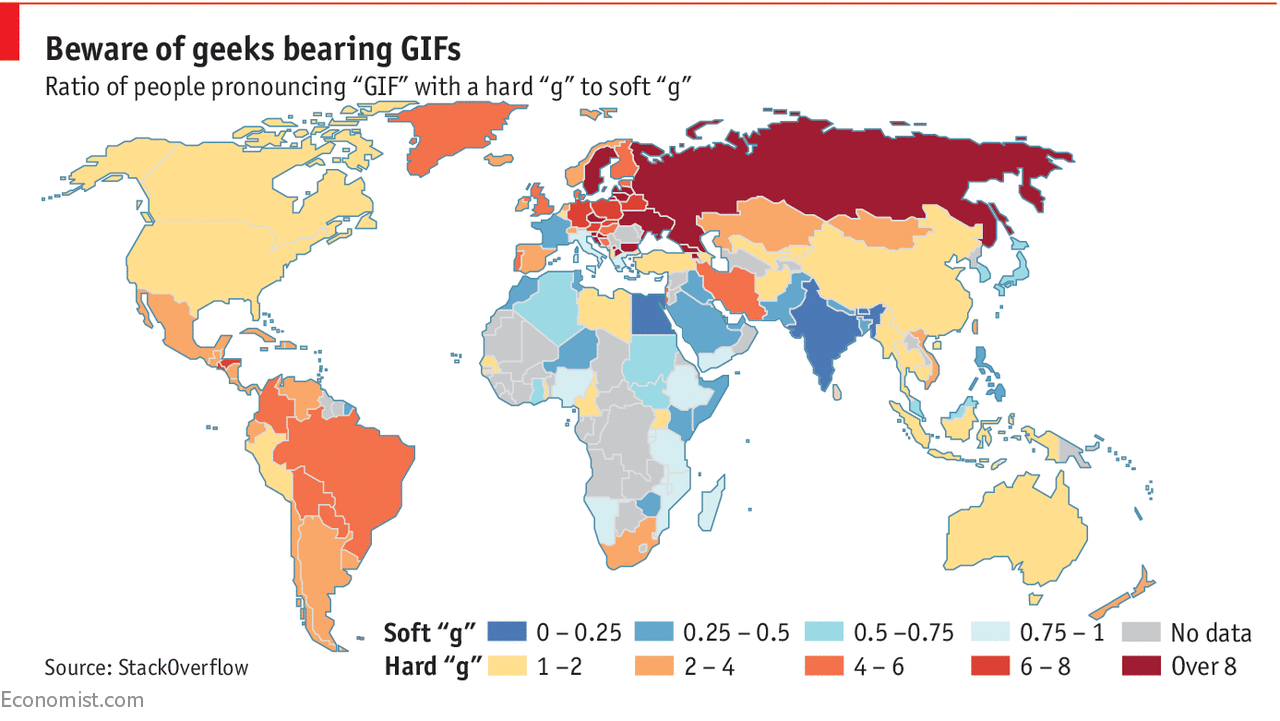 Beware of geeks bearing GIFs
Ratio of people pronouncing “GIF” with a hard “g” to soft “g”
Soft “g” 0 – 0.25 0.25 – 0.5 0.5 –0.75 0.75 – 1 No data
Hard “g” 1 –2 2 – 4 4 – 6 6 – 8 Over 8
Source: StackOverflow
Economist.com